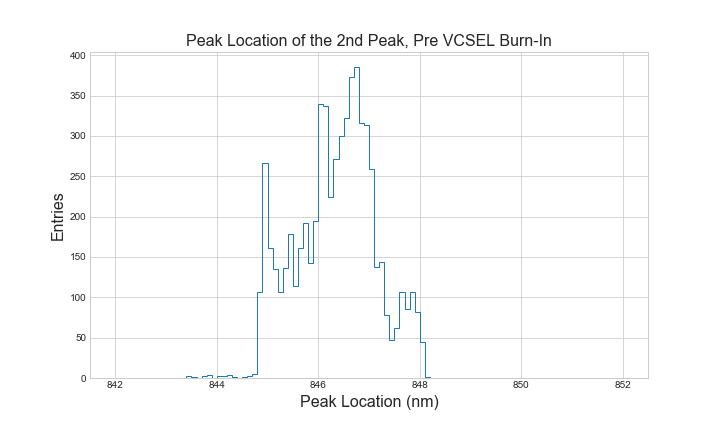 Peak Location of the 2nd Peak, Pre VCSEL Burn-In
400
350
300
250
200
150
100
50
0
Entries
842 844 846 848 850 852
Peak Location (nm)